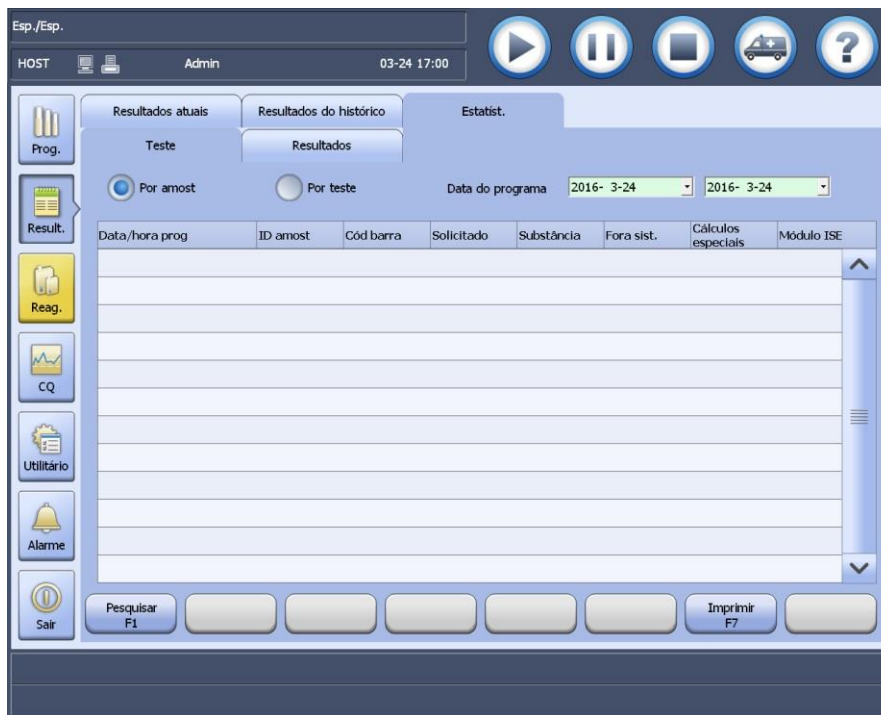 Esp./Esp.
HOST Admin 03-24 17:00
?
Resultados atuais Resultados do histórico Estatíst.
Prog. Teste Resultados
Por amost Por teste Data do programa 2016- 3-24 2016- 3-24
Result.
Data/hora prog ID amost Cód barra Solicitado Substância Fora sist. Cálculos especiais Módulo ISE
Reag.
CQ
Utilitário
Alarme
Sair
Pesquisar F1 Imprimir F7